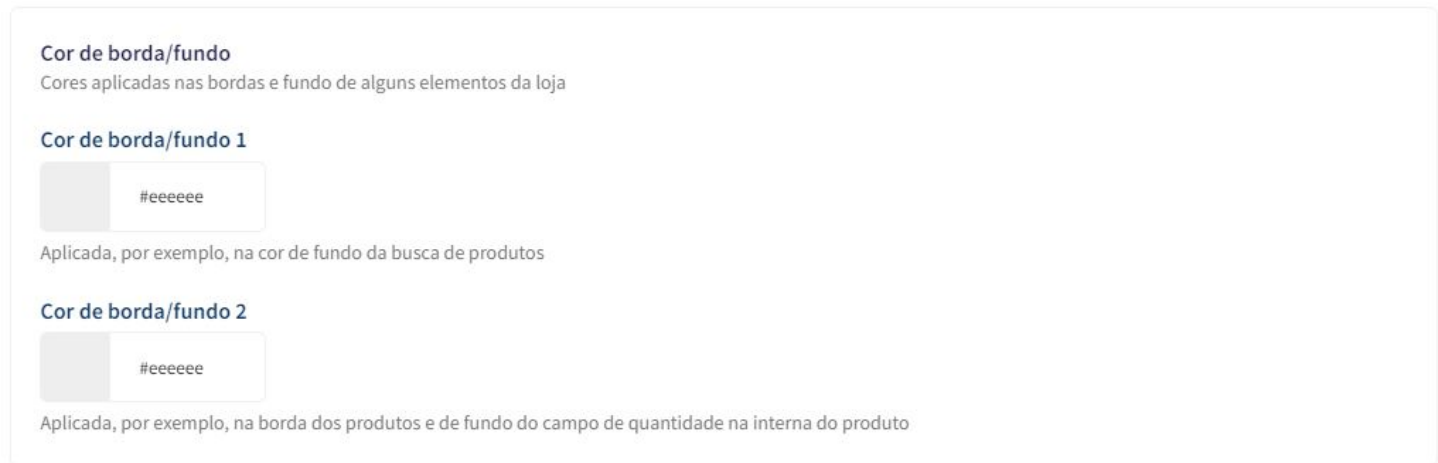 Cor de borda/fundo
Cores aplicadas nas bordas e fundo de alguns elementos da loja
Cor de borda/fundo 1
#eeeeee
Aplicada, por exemplo, na cor de fundo da busca de produtos
Cor de borda/fundo 2
#eeeeee
Aplicada, por exemplo, na borda dos produtos e de fundo do campo de quantidade na interna do produto